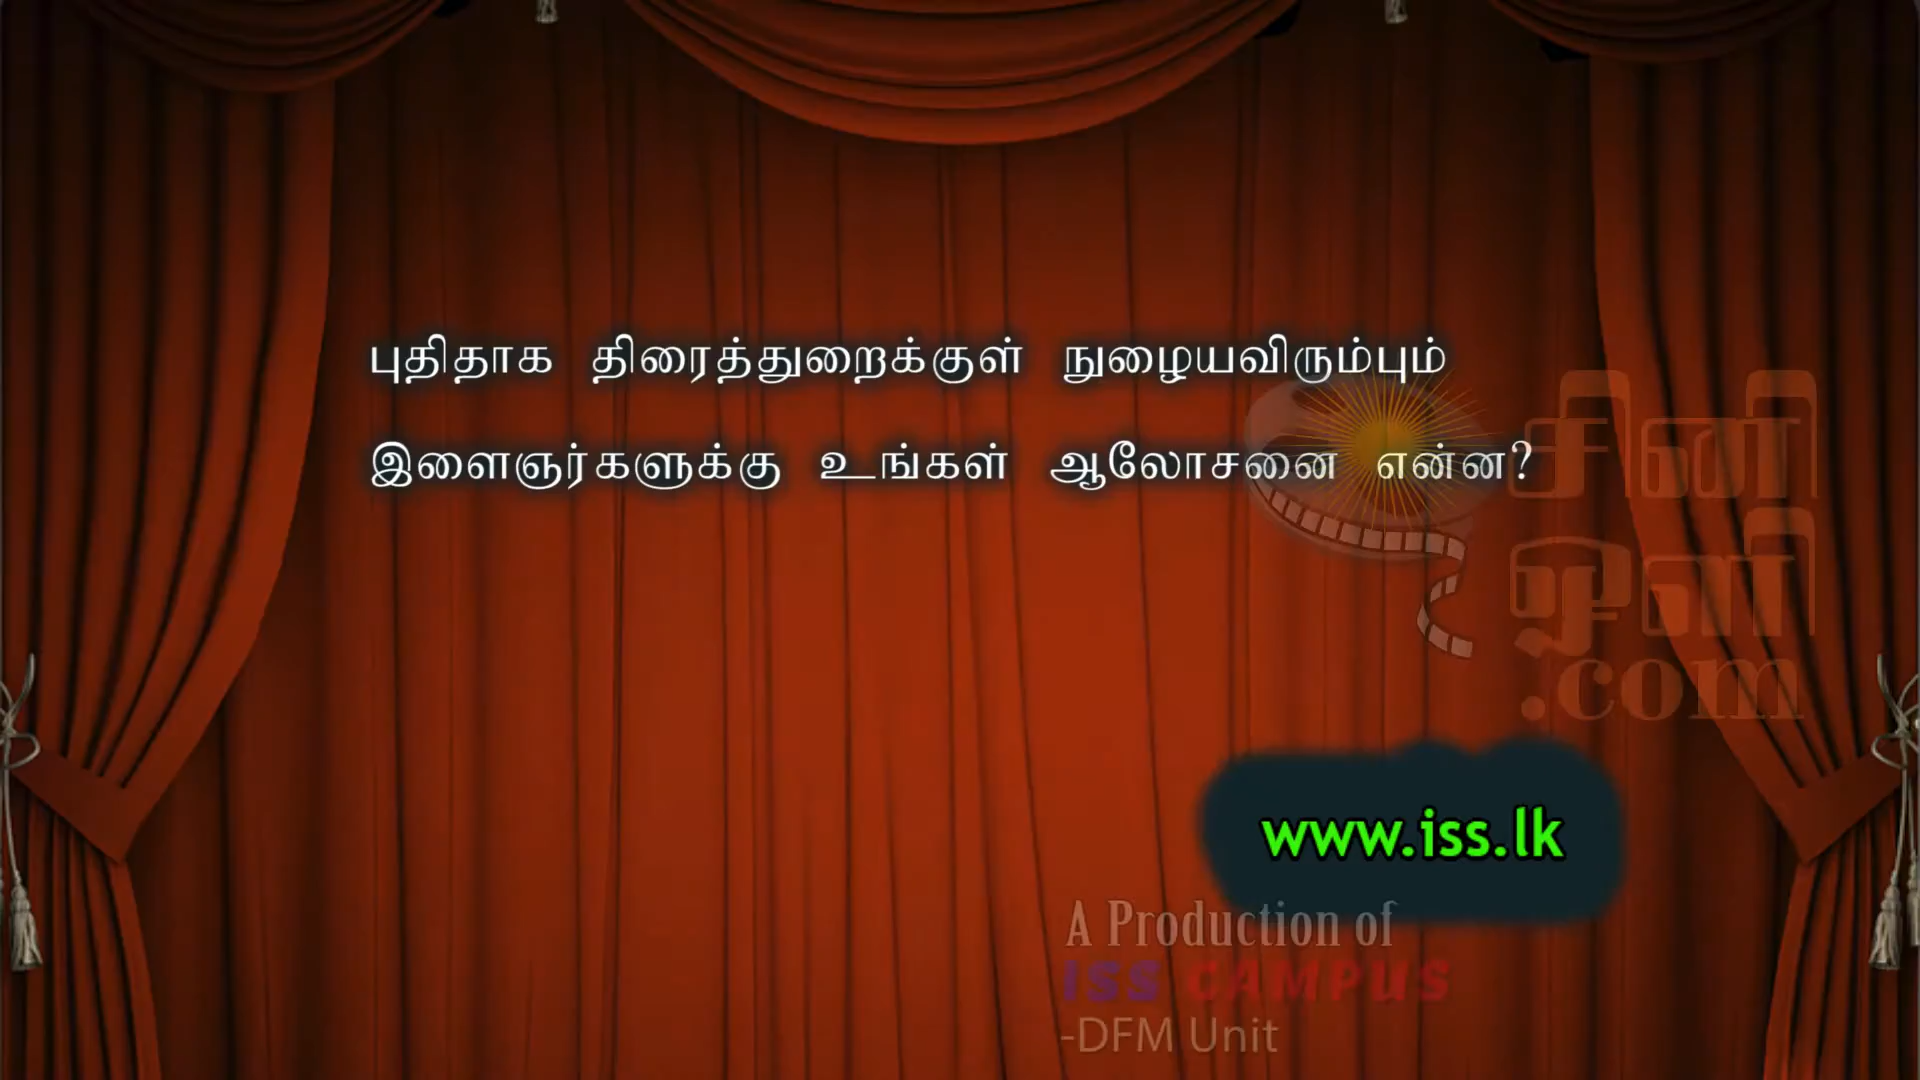 புதிதாக திரைத்துறைக்குள் நுழையவிரும்பும்
இளைஞர்களுக்கு உங்கள் ஆலோசனை என்ன?
சினி
ஒளி
.com
www.iss.lk
A Production of
ISS CAMPUS
-DFM Unit